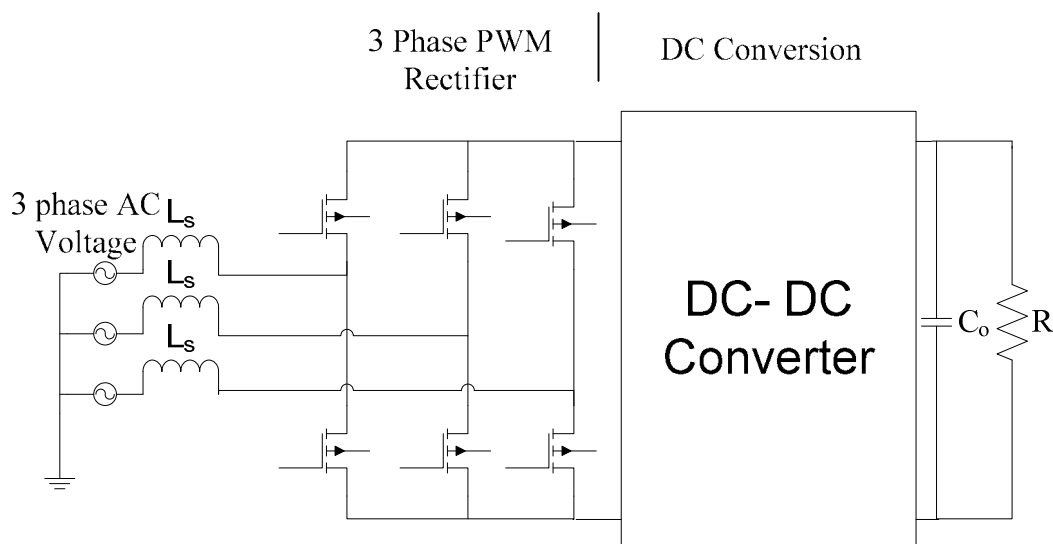 3 Phase PWM
Rectifier
DC Conversion
3 phase AC
Voltage
Ls
Ls
Ls
DC- DC
Converter
Co
R